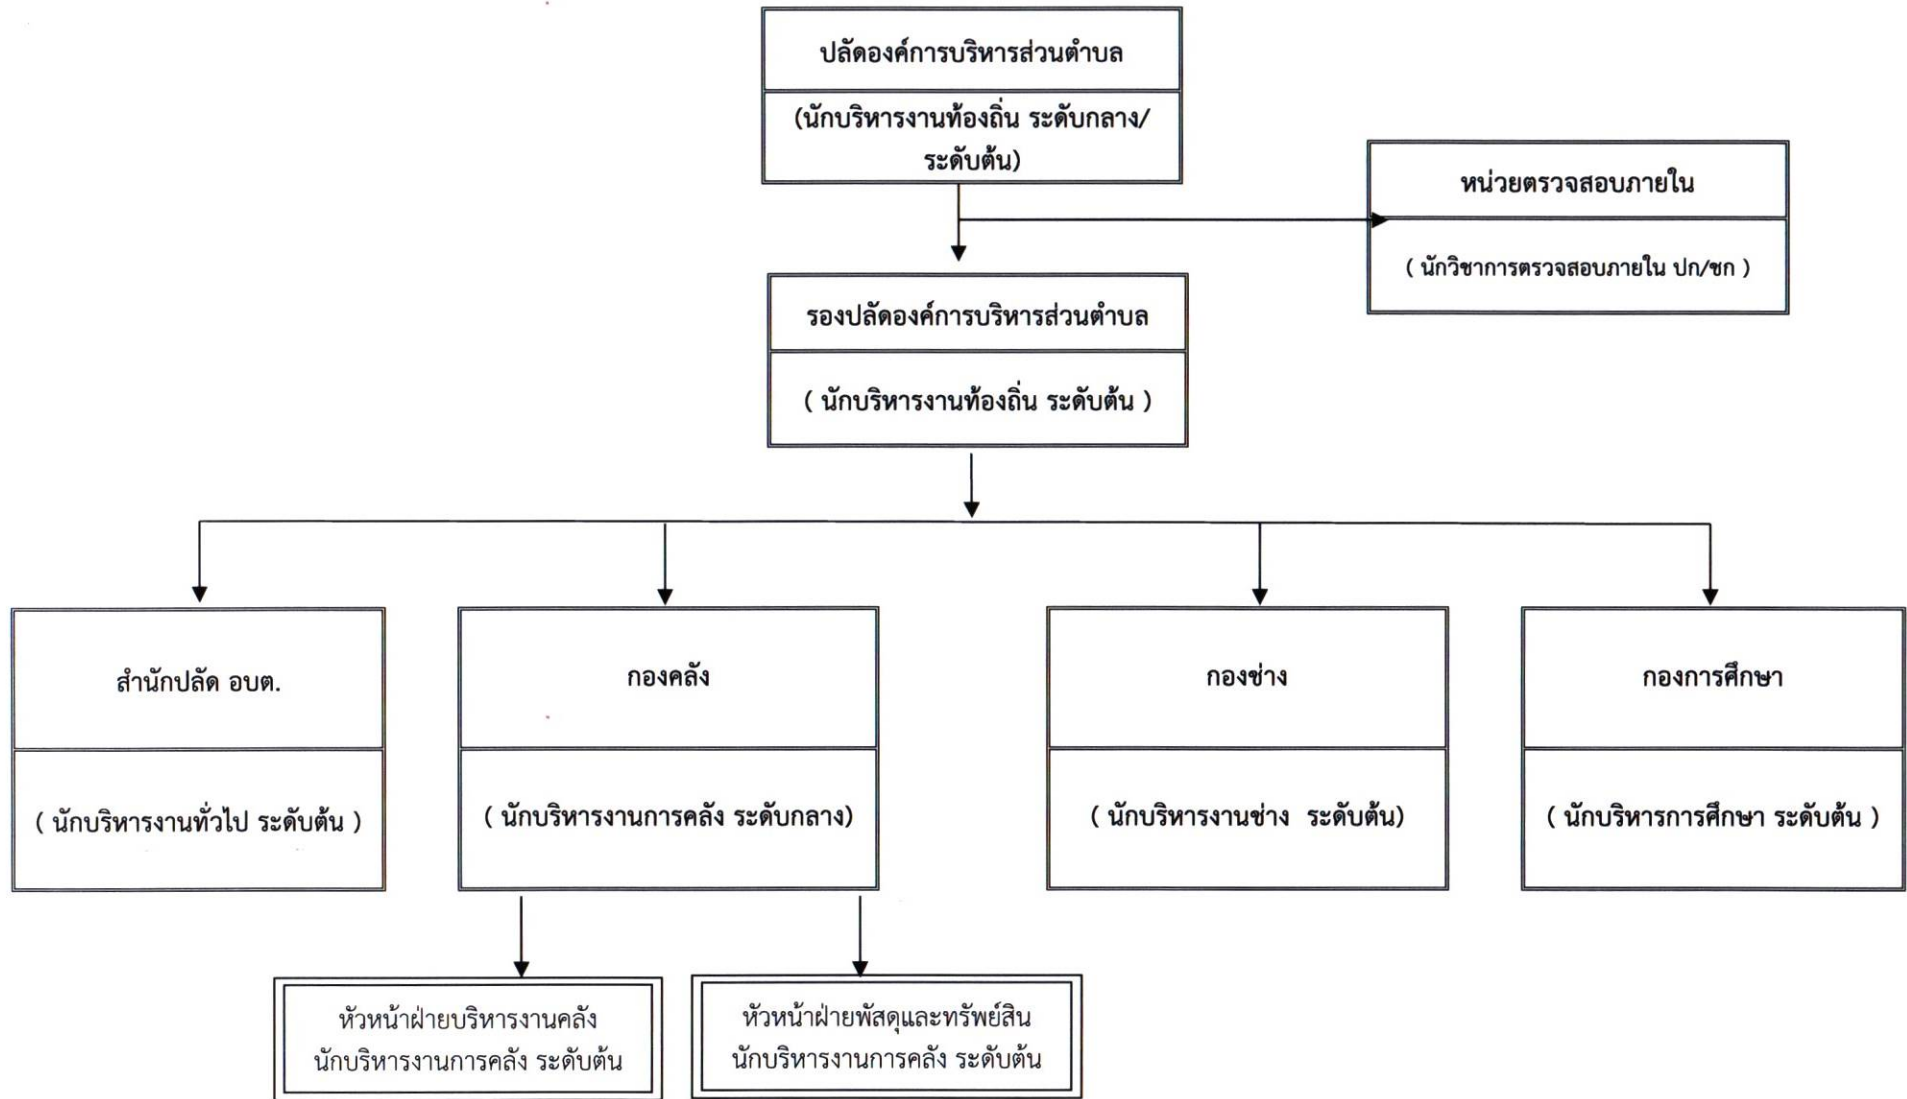 ปลัดองค์การบริหารส่วนตำบล
(นักบริหารงานท้องถิ่น ระดับกลาง/
ระดับต้น)
หน่วยตรวจสอบภายใน
( นักวิชาการตรวจสอบภายใน ปก/ชก )
รองปลัดองค์การบริหารส่วนตำบล
( นักบริหารงานท้องถิ่น ระดับต้น )
สำนักปลัด อบต.
( นักบริหารงานทั่วไป ระดับต้น )
กองคลัง
( นักบริหารงานการคลัง ระดับกลาง)
กองช่าง
( นักบริหารงานช่าง ระดับต้น)
กองการศึกษา
( นักบริหารการศึกษา ระดับต้น )
หัวหน้าฝ่ายบริหารงานคลัง
นักบริหารงานการคลัง ระดับต้น
หัวหน้าฝ่ายพัสดุและทรัพย์สิน
นักบริหารงานการคลัง ระดับต้น